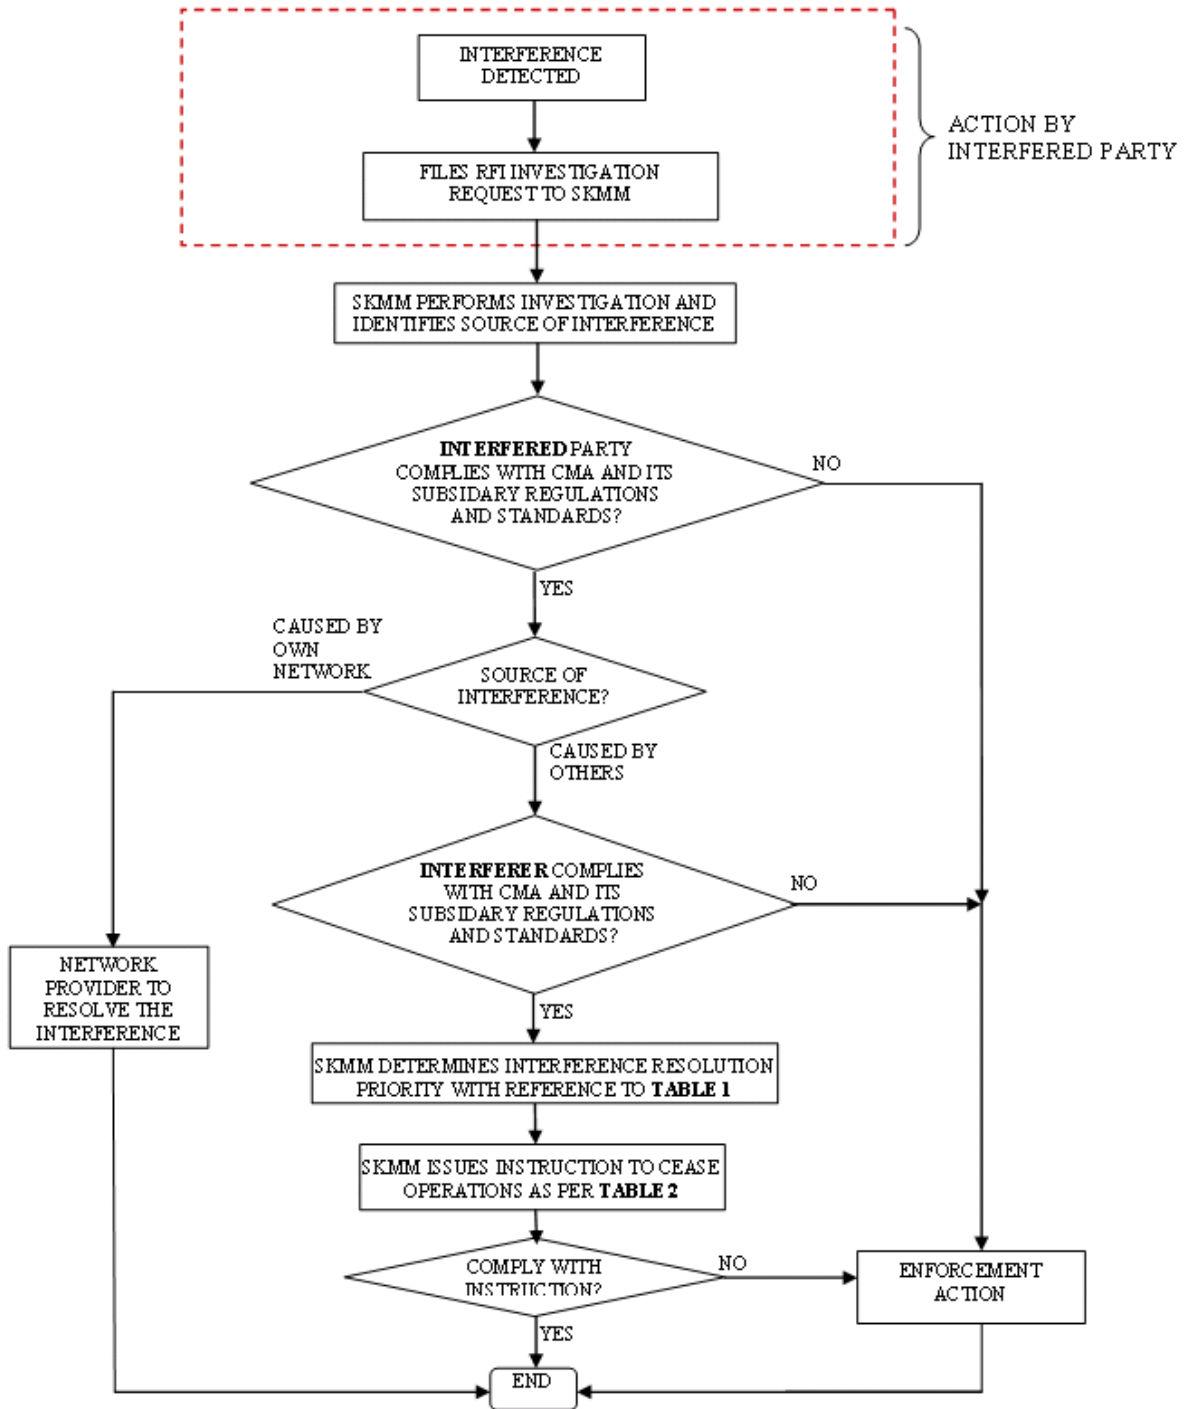 INTERFERENCE
DETECTED
ACTION BY
INTERFERED PARTY
FILES RFI INVESTIGATION
REQUEST TO SKMM
SKMM PERFORMS INVESTIGATION AND
IDENTIFIES SOURCE OF INTERFERENCE
INTERFERED PARTY
COMPLIES WITH CMA AND ITS
SUBSIDARY REGULATIONS
AND STANDARDS?
NO
YES
CAUSED BY
OWN
NETWORK
SOURCE OF
INTERFERENCE?
CAUSED BY
OTHERS
INTERFERER COMPLIES
WITH CMA AND ITS
SUBSIDARY REGULATIONS
AND STANDARDS?
NO
NETWORK
PROVIDER TO
RESOLVE THE
INTERFERENCE
YES
SKMM DETERMINES INTERFERENCE RESOLUTION
PRIORITY WITH REFERENCE TO TABLE 1
SKMM ISSUES INSTRUCTION TO CEASE
OPERATIONS AS PER TABLE 2
COMPLY WITH
INSTRUCTION?
NO
ENFORCEMENT
ACTION
YES
END